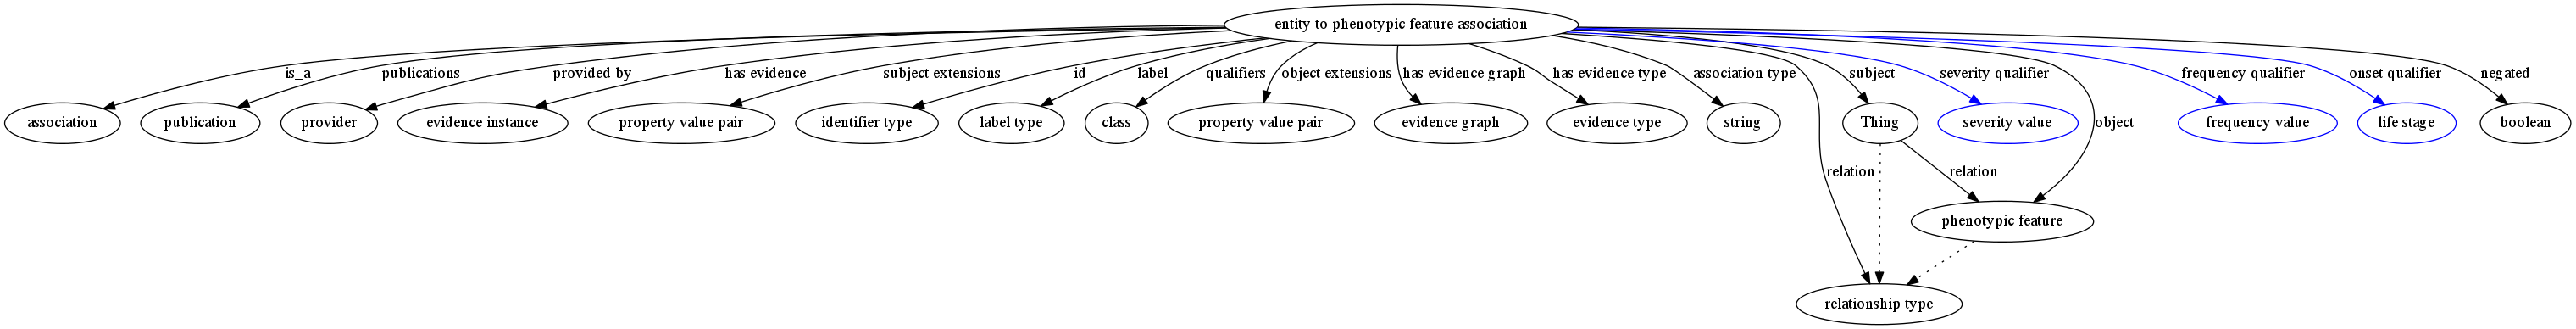 entity to phenotypic feature association
is_a
publications
provided by
has evidence
subject extensions
id
label
qualifiers
object extensions
has evidence graph
has evidence type
association type
subject
severity qualifier
frequency qualifier
onset qualifier
negated
association
publication
provider
evidence instance
property value pair
identifier type
label type
class
property value pair
evidence graph
evidence type
string
Thing
severity value
object
frequency value
life stage
boolean
relation
relation
phenotypic feature
relationship type